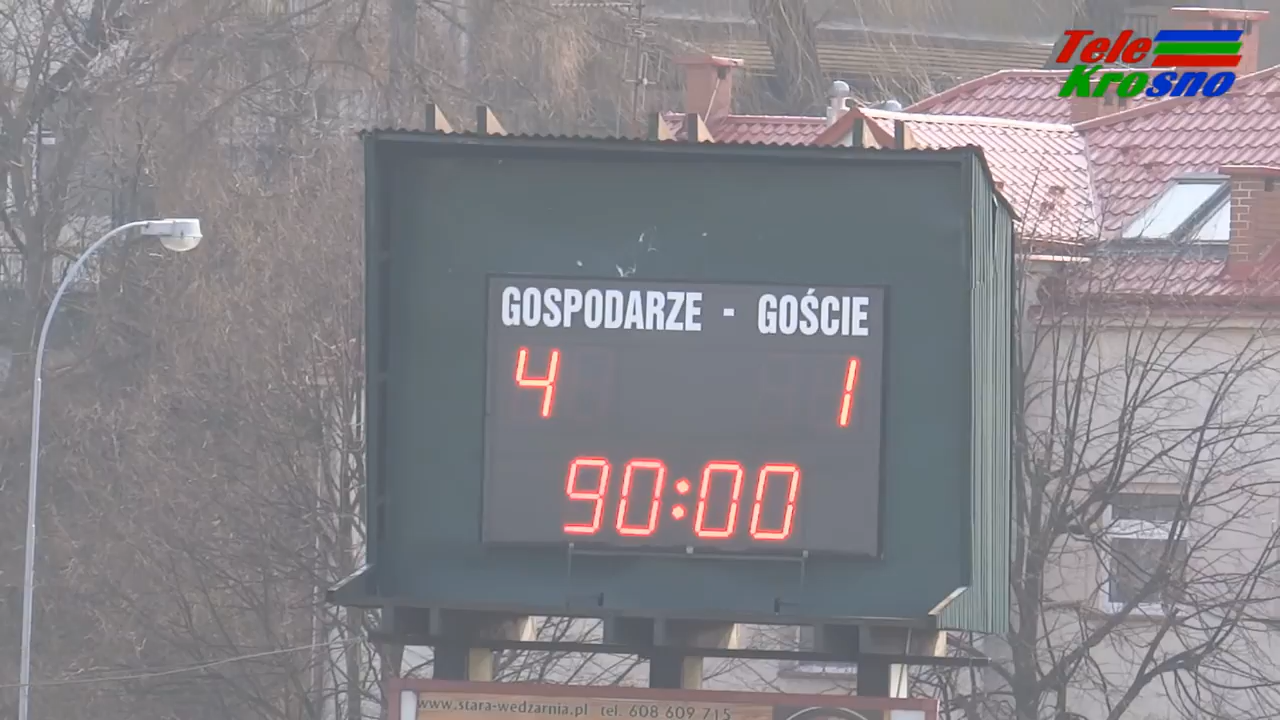 Tele
Krosno
GOSPODARZE - GOŚCIE
4 1
90:00
www.stara-wedzarnia.pl tel. 608 609 715